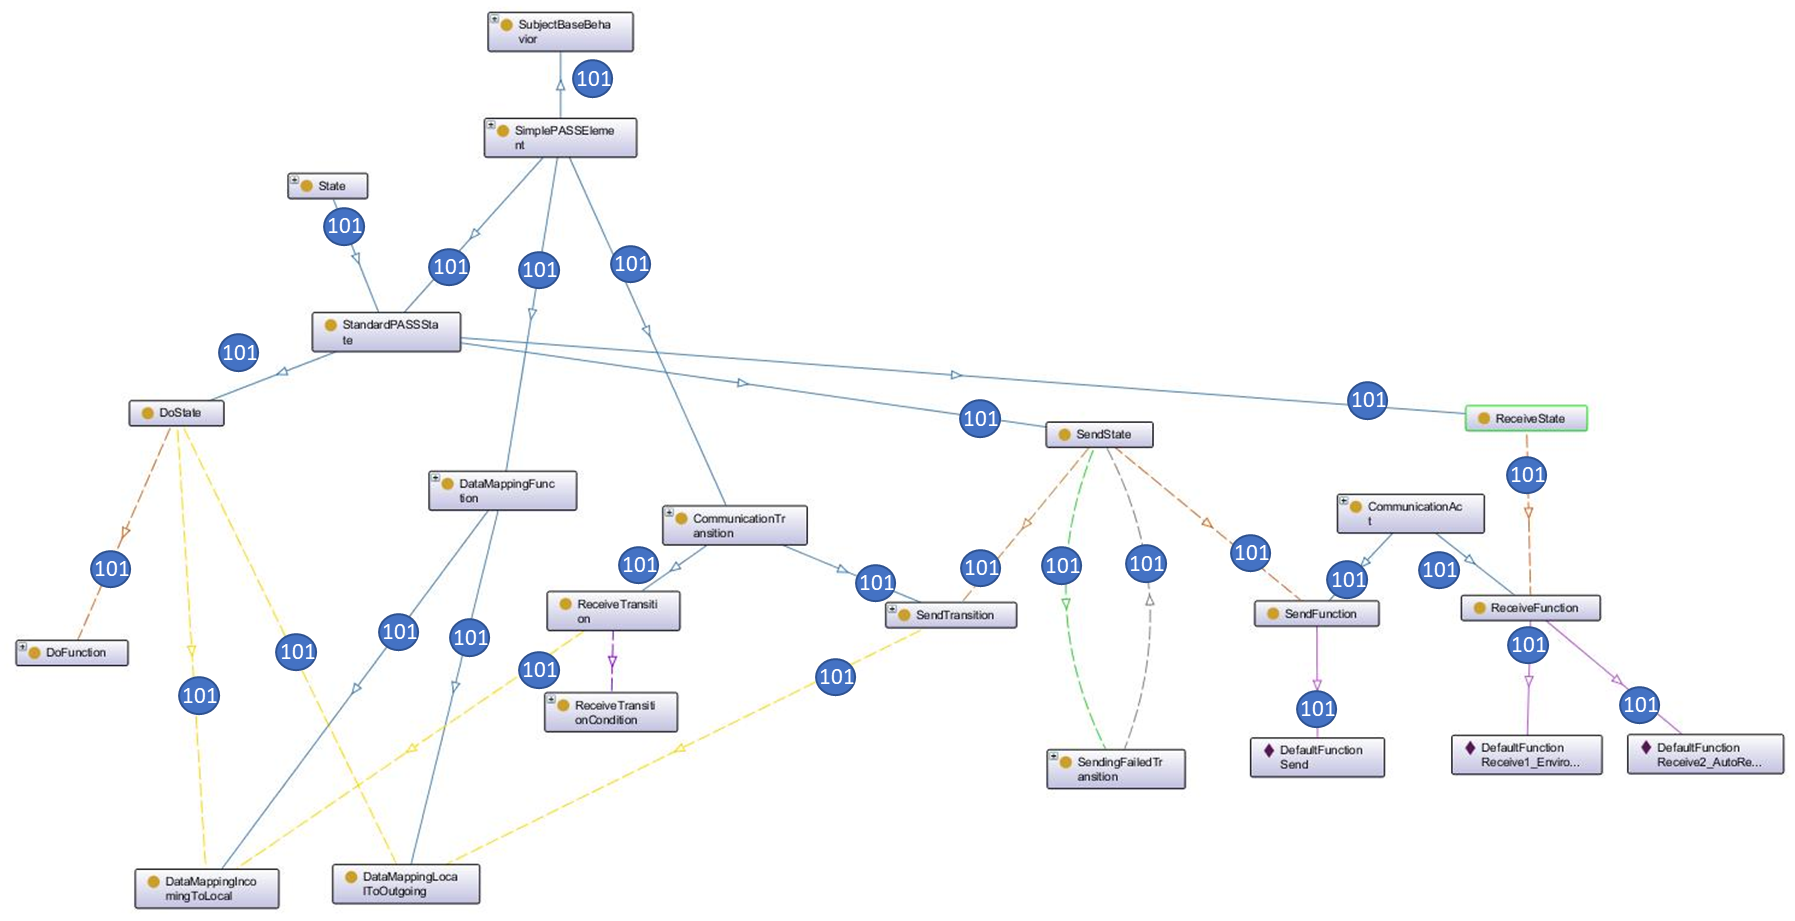 SubjectBaseBeha
vior
101
SimplePASSEleme
nt
State
101
101
101
101
StandardPASSSta
te
101
101
101
DoState
SendState
ReceiveState
DataMappingFunc
tion
101
CommunicationTr
ansition
CommunicationAc
t
101
101
101
101
101
101
101
101
101
ReceiveTransiti
on
SendTransition
SendFunction
ReceiveFunction
DoFunction
101
101
101
101
101
101
101
101
101
ReceiveTransiti
onCondition
DefaultFunction
Send
DefaultFunction
Receive1_Enviro...
DefaultFunction
Receive2_AutoRe...
SendingFailedTr
ansition
DataMappingInco
mingToLocal
DataMappingLoca
lToOutgoing